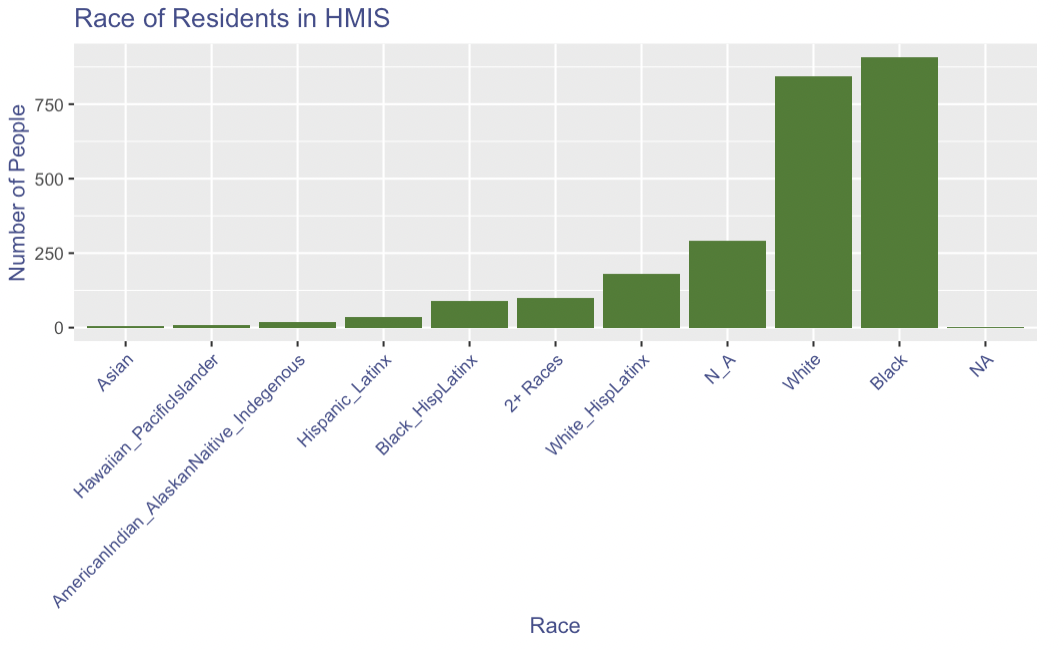 Race of Residents in HMIS
Number of People
750
500
250
0
Asian
Hawaiian_PacificIslander
AmericanIndian_AlaskanNaitive_Indegenous
Hispanic_Latinx
Black_HispLatinx
2+ Races
White_HispLatinx
N_A
White
Black
NA
Race